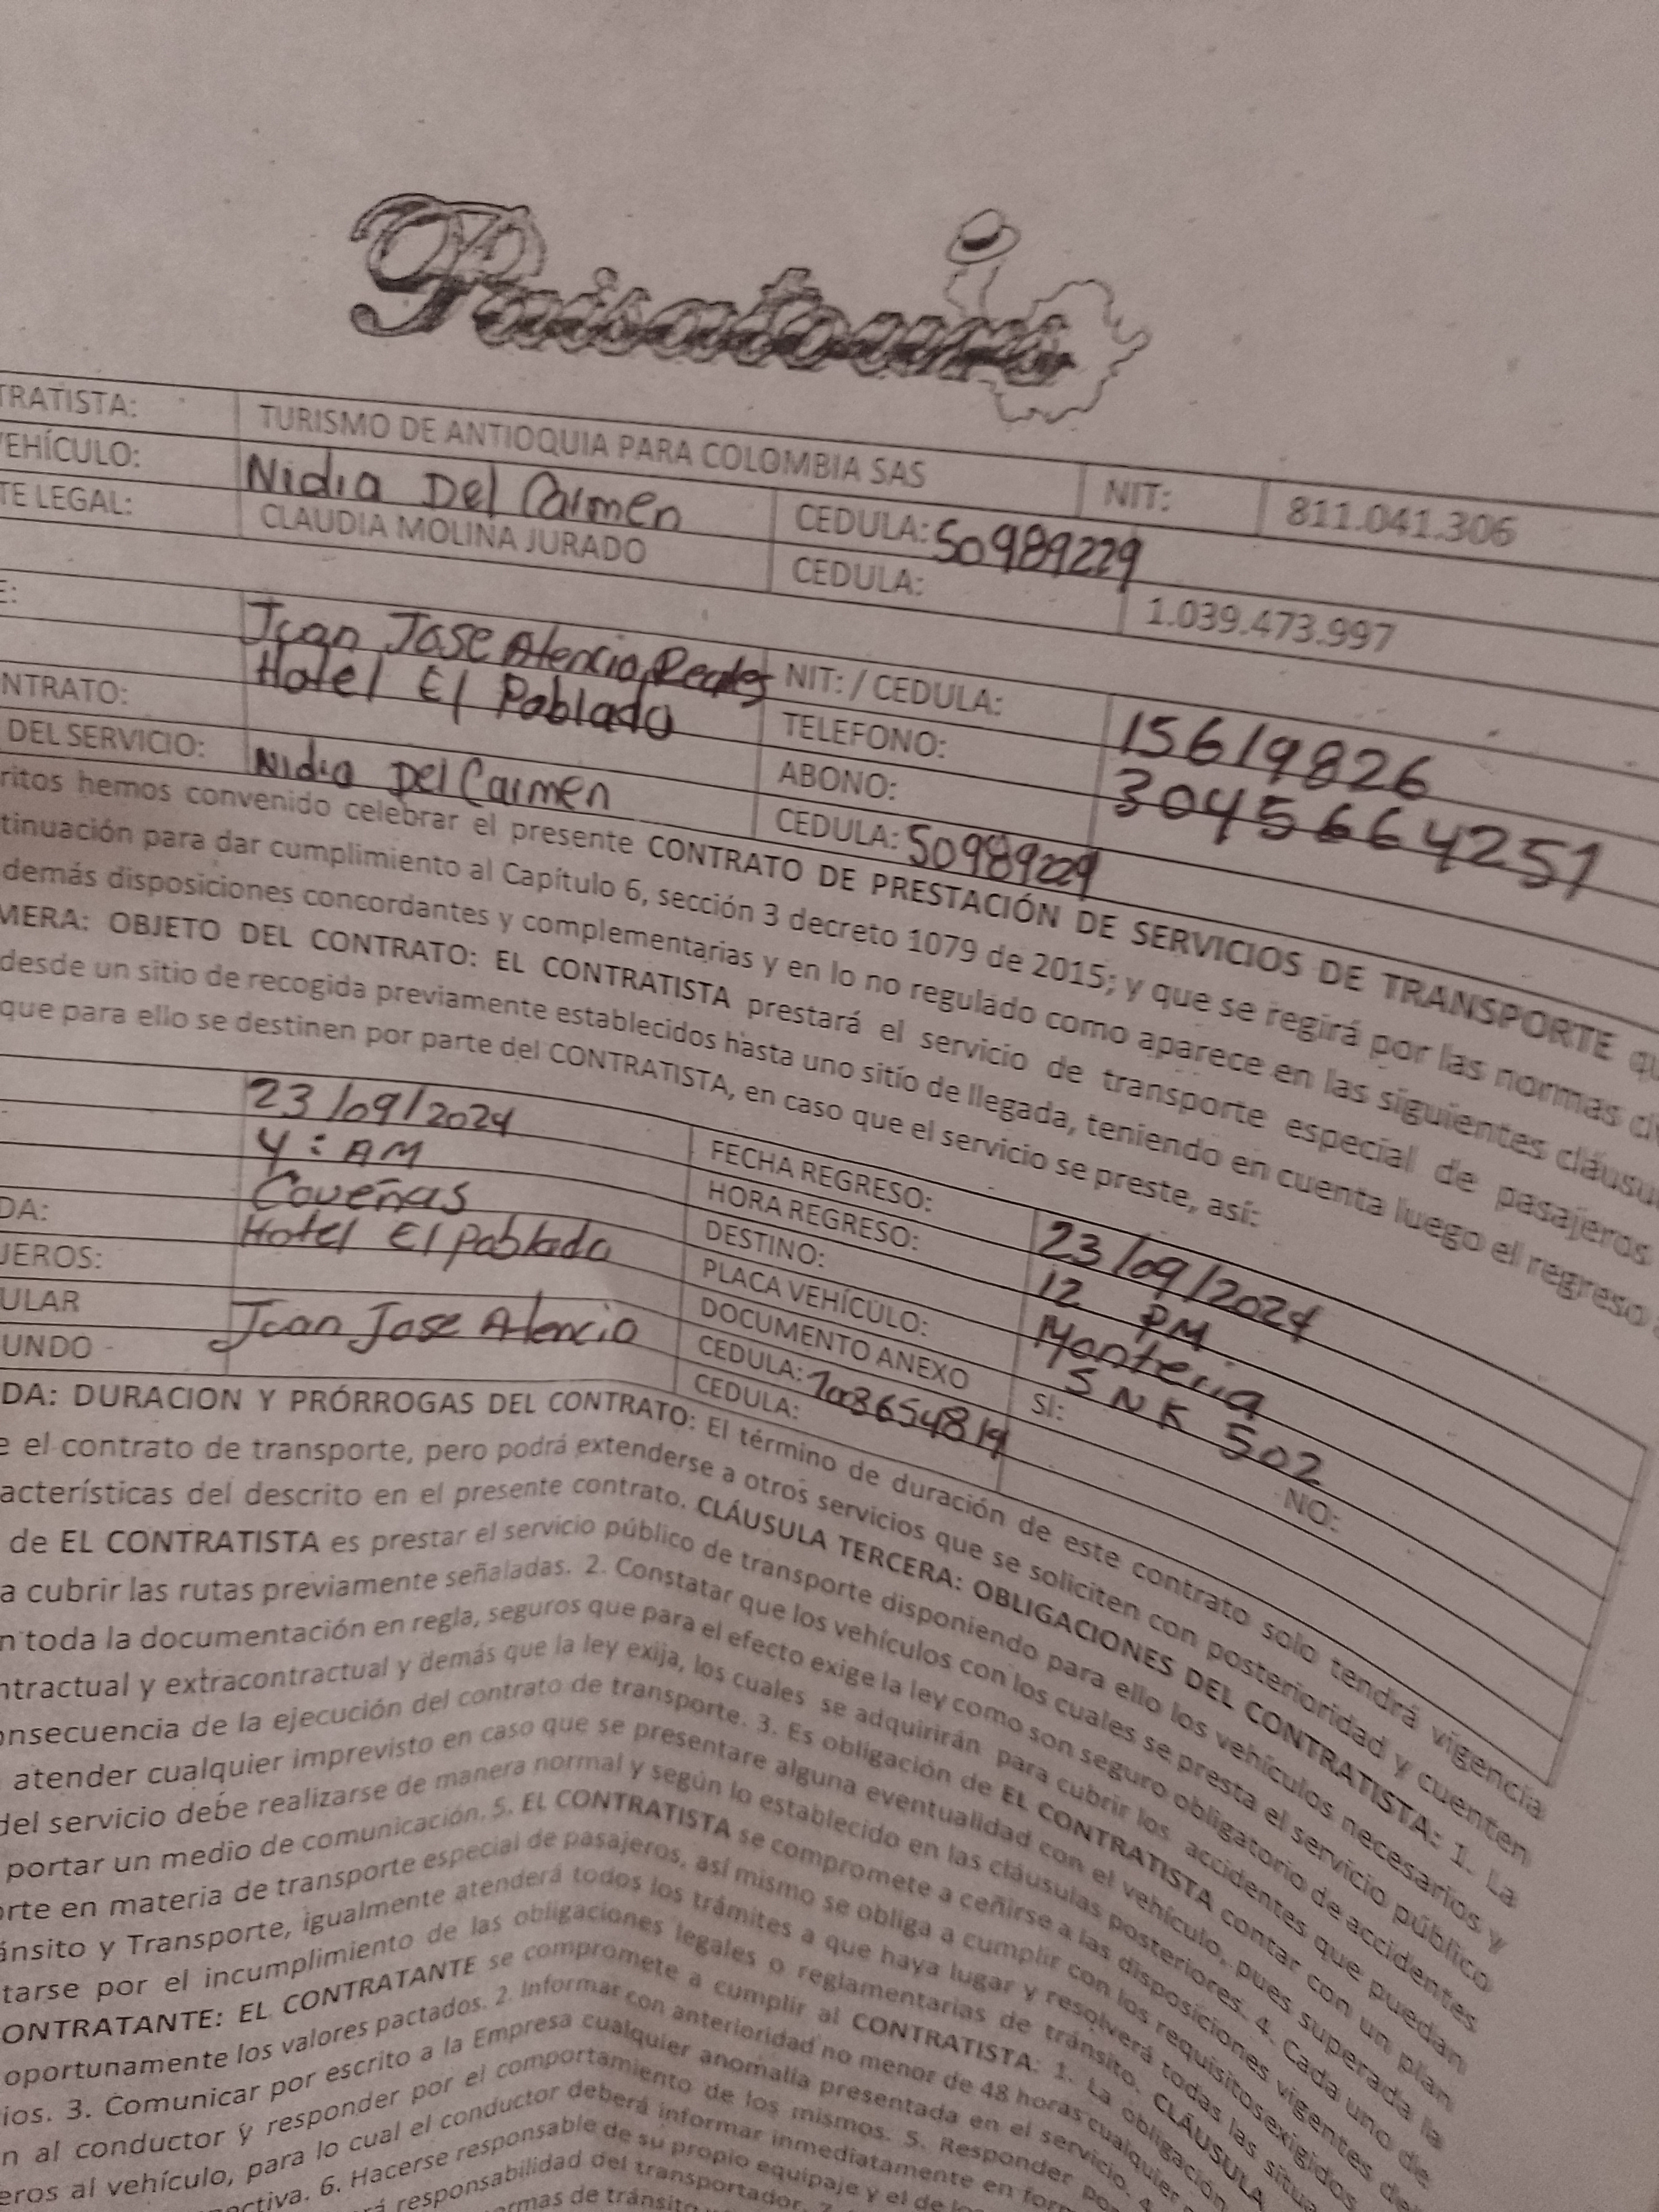 Paisatours
TRATISTA: TURISMO DE ANTIOQUIA PARA COLOMBIA SAS NIT: 811.041.306
VEHÍCULO: Nidia Del Carmen CEDULA: 50989229
TE LEGAL: CLAUDIA MOLINA JURADO CEDULA: 1.039.473.997
E: Juan Jose Atencio Reales NIT: / CEDULA: 15619826
Hotel El Poblado TELEFONO: 3045664251
NTRATO: ABONO:
DEL SERVICIO: Nidia Del Carmen CEDULA: 50989229
ritos hemos convenido celebrar el presente CONTRATO DE PRESTACIÓN DE SERVICIOS DE TRANSPORTE qu
tinuación para dar cumplimiento al Capítulo 6, sección 3 decreto 1079 de 2015; y que se regirá por las normas civ
demás disposiciones concordantes y complementarias y en lo no regulado como aparece en las siguientes cláusu
MERA: OBJETO DEL CONTRATO: EL CONTRATISTA prestará el servicio de transporte especial de pasajeros
desde un sitio de recogida previamente establecidos hasta uno sitío de llegada, teniendo en cuenta luego el regreso
que para ello se destinen por parte del CONTRATISTA, en caso que el servicio se preste, así:
23/09/2024 FECHA REGRESO: 23/09/2024
4: AM HORA REGRESO: 12 PM
Coveñas DESTINO: Monteria
DA: Hotel El Poblado PLACA VEHÍCULO: SNK 502
JEROS: DOCUMENTO ANEXO SI: NO:
ULAR Juan Jose Atencio CEDULA: 1003654819
UNDO - CEDULA:
DA: DURACION Y PRÓRROGAS DEL CONTRATO: El término de duración de este contrato solo tendrá vigencia
e el contrato de transporte, pero podrá extenderse a otros servicios que se soliciten con posterioridad y cuenten
acterísticas del descrito en el presente contrato. CLÁUSULA TERCERA: OBLIGACIONES DEL CONTRATISTA: 1. La
de EL CONTRATISTA es prestar el servicio público de transporte disponiendo para ello los vehículos necesarios y
a cubrir las rutas previamente señaladas. 2. Constatar que los vehículos con los cuales se presta el servicio público
n toda la documentación en regla, seguros que para el efecto exige la ley como son seguro obligatorio de accidentes
ntractual y extracontractual y demás que la ley exija, los cuales se adquirirán para cubrir los accidentes que puedan
onsecuencia de la ejecución del contrato de transporte. 3. Es obligación de EL CONTRATISTA contar con un plan
atender cualquier imprevisto en caso que se presentare alguna eventualidad con el vehículo, pues superada la
del servicio debe realizarse de manera normal y según lo establecido en las cláusulas posteriores. 4. Cada uno de
portar un medio de comunicación. 5. EL CONTRATISTA se compromete a ceñirse a las disposiciones vigentes de
orte en materia de transporte especial de pasajeros, así mismo se obliga a cumplir con los requisitos exigidos
ánsito y Transporte, igualmente atenderá todos los trámites a que haya lugar y resolverá todas las situa
tarse por el incumplimiento de las obligaciones legales o reglamentarias de tránsito. CLÁUSULA
ONTRATANTE: EL CONTRATANTE se compromete a cumplir al CONTRATISTA: 1. La obligación
oportunamente los valores pactados. 2. Informar con anterioridad no menor de 48 horas cualquier
ios. 3. Comunicar por escrito a la Empresa cualquier anomalía presentada en el servicio. 4
n al conductor y responder por el comportamiento de los mismos. 5. Responder por
eros al vehículo, para lo cual el conductor deberá informar inmediatamente en form
ectiva. 6. Hacerse responsable de su propio equipaje y el de lo
rá responsabilidad del transportador. 7
ormas de tránsito